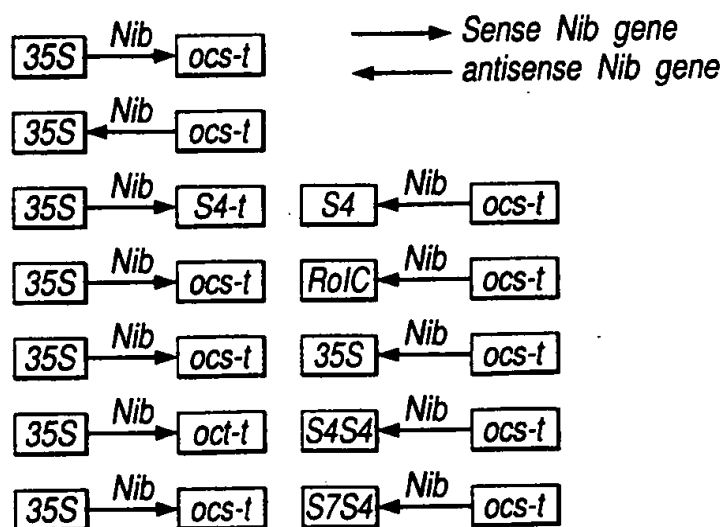 35S Nib ocs-t Sense Nib gene
antisense Nib gene
35S Nib ocs-t
35S Nib S4-t S4 Nib ocs-t
35S Nib ocs-t RolC Nib ocs-t
35S Nib ocs-t 35S Nib ocs-t
35S Nib oct-t S4S4 Nib ocs-t
35S Nib ocs-t S7S4 Nib ocs-t